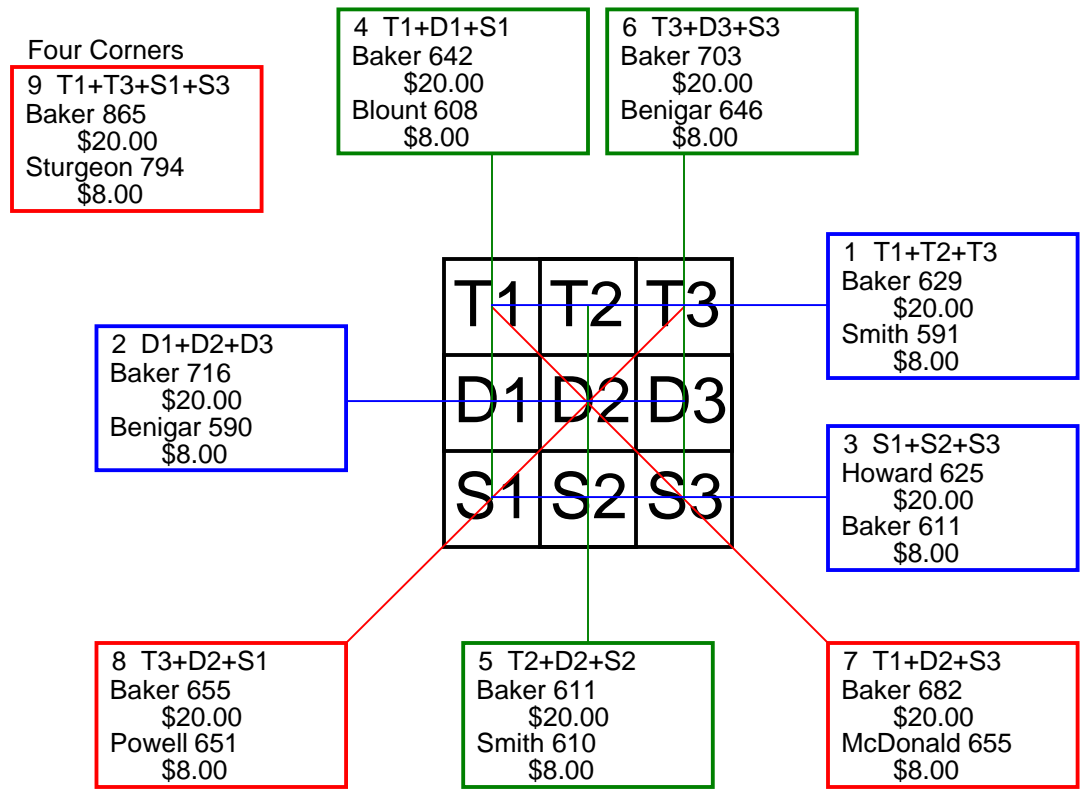 Four Corners
9  T1+T3+S1+S3
Baker 865
$20.00
Sturgeon 794
$8.00
4  T1+D1+S1
Baker 642
$20.00
Blount 608
$8.00
6  T3+D3+S3
Baker 703
$20.00
Benigar 646
$8.00
1  T1+T2+T3
Baker 629
$20.00
Smith 591
$8.00
2  D1+D2+D3
Baker 716
$20.00
Benigar 590
$8.00
T1 T2 T3
D1 D2 D3
S1 S2 S3
3  S1+S2+S3
Howard 625
$20.00
Baker 611
$8.00
8  T3+D2+S1
Baker 655
$20.00
Powell 651
$8.00
5  T2+D2+S2
Baker 611
$20.00
Smith 610
$8.00
7  T1+D2+S3
Baker 682
$20.00
McDonald 655
$8.00